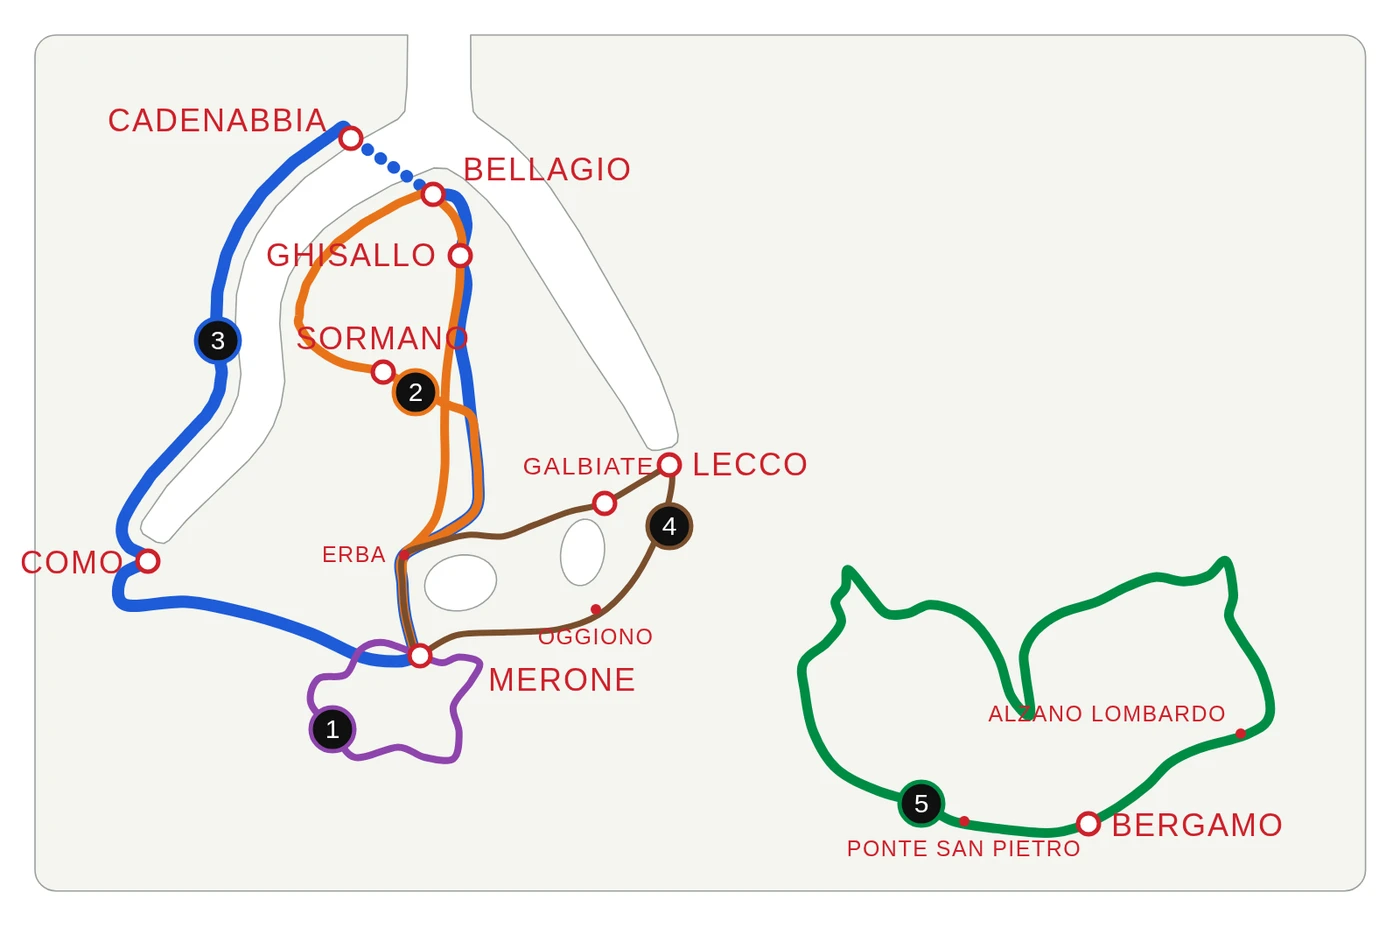 CADENABBIA
BELLAGIO
GHISALLO
SORMANO
3
2
GALBIATE
LECCO
4
ERBA
COMO
OGGIONO
MERONE
1
ALZANO LOMBARDO
5
BERGAMO
PONTE SAN PIETRO